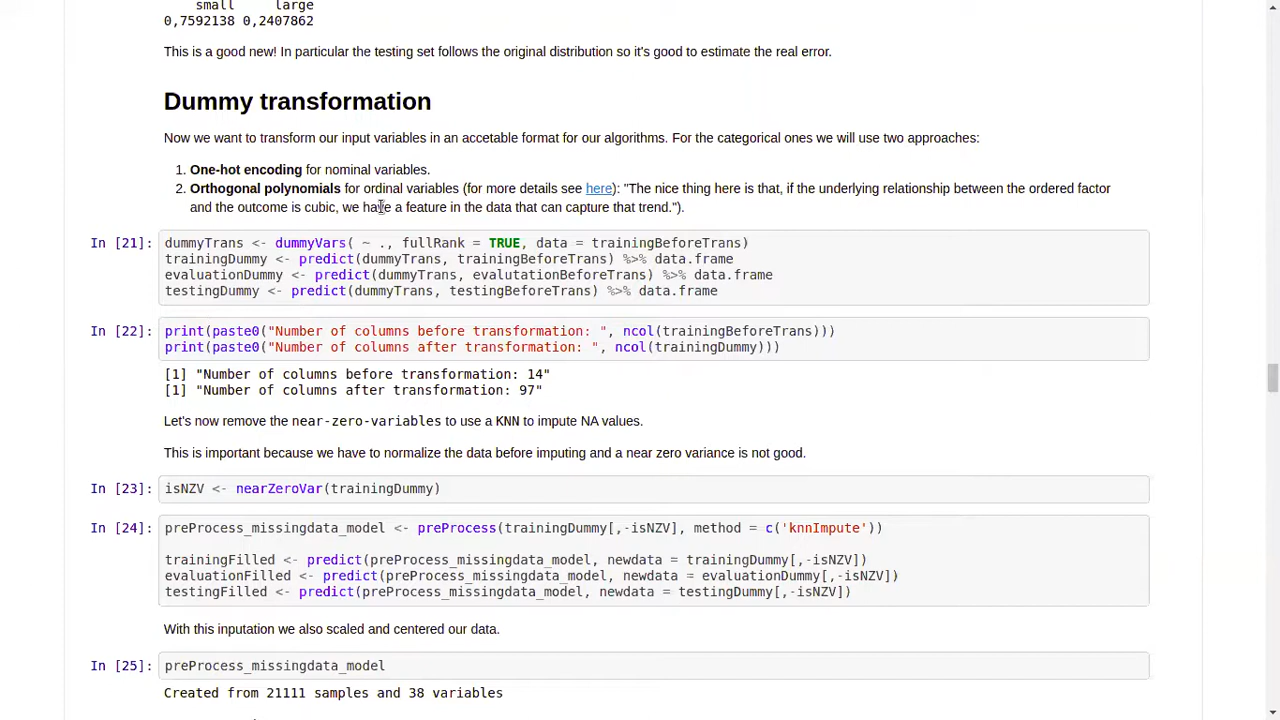 small large
0,7592138 0,2407862
This is a good new! In particular the testing set follows the original distribution so it's good to estimate the real error.
Dummy transformation
Now we want to transform our input variables in an accetable format for our algorithms. For the categorical ones we will use two approaches:
1. One-hot encoding for nominal variables.
2. Orthogonal polynomials for ordinal variables (for more details see here): "The nice thing here is that, if the underlying relationship between the ordered factor
and the outcome is cubic, we have a feature in the data that can capture that trend.").
In [21]: dummyTrans <- dummyVars( ~ ., fullRank = TRUE, data = trainingBeforeTrans)
trainingDummy <- predict(dummyTrans, trainingBeforeTrans) %>% data.frame
evaluationDummy <- predict(dummyTrans, evalutationBeforeTrans) %>% data.frame
testingDummy <- predict(dummyTrans, testingBeforeTrans) %>% data.frame
In [22]: print(paste0("Number of columns before transformation: ", ncol(trainingBeforeTrans)))
print(paste0("Number of columns after transformation: ", ncol(trainingDummy)))
[1] "Number of columns before transformation: 14"
[1] "Number of columns after transformation: 97"
Let's now remove the near-zero-variables to use a KNN to impute NA values.
This is important because we have to normalize the data before imputing and a near zero variance is not good.
In [23]: isNZV <- nearZeroVar(trainingDummy)
In [24]: preProcess_missingdata_model <- preProcess(trainingDummy[,-isNZV], method = c('knnImpute'))
trainingFilled <- predict(preProcess_missingdata_model, newdata = trainingDummy[,-isNZV])
evaluationFilled <- predict(preProcess_missingdata_model, newdata = evaluationDummy[,-isNZV])
testingFilled <- predict(preProcess_missingdata_model, newdata = testingDummy[,-isNZV])
With this inputation we also scaled and centered our data.
In [25]: preProcess_missingdata_model
Created from 21111 samples and 38 variables